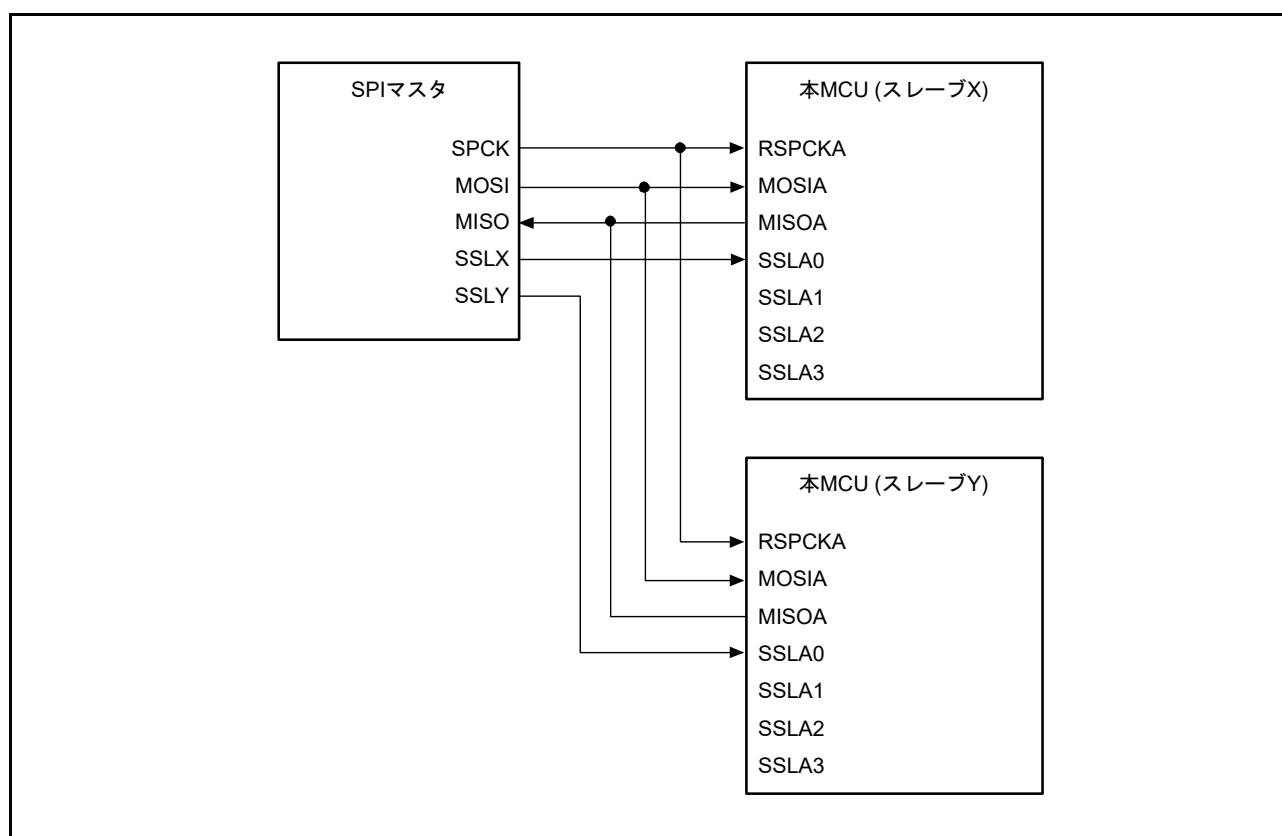 SPIマスタ
SPCK
MOSI
MISO
SSLX
SSLY
本MCU (スレーブX)
RSPCKA
MOSIA
MISOA
SSLA0
SSLA1
SSLA2
SSLA3
本MCU (スレーブY)
RSPCKA
MOSIA
MISOA
SSLA0
SSLA1
SSLA2
SSLA3